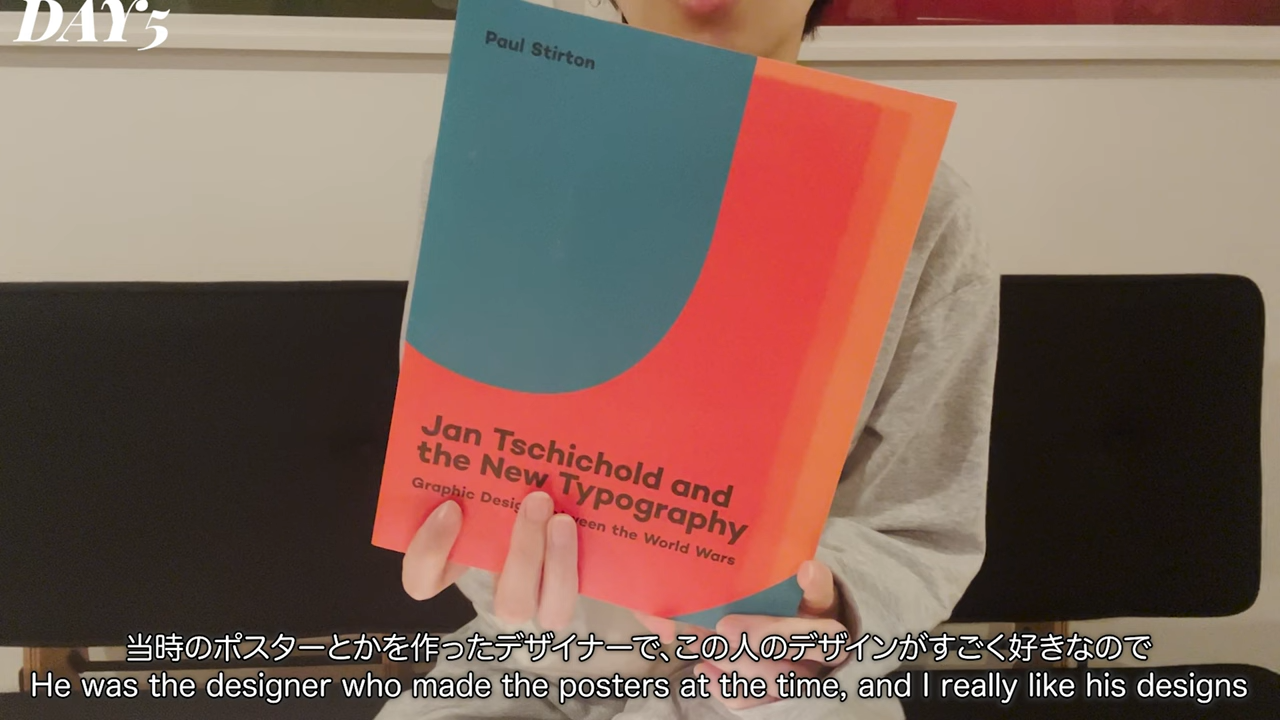 DAY5
Paul Stirton
Jan Tschichold and
the New Typography
Graphic Design between the World Wars
当時のポスターとかを作ったデザイナーで、この人のデザインがすごく好きなので
He was the designer who made the posters at the time, and I really like his designs